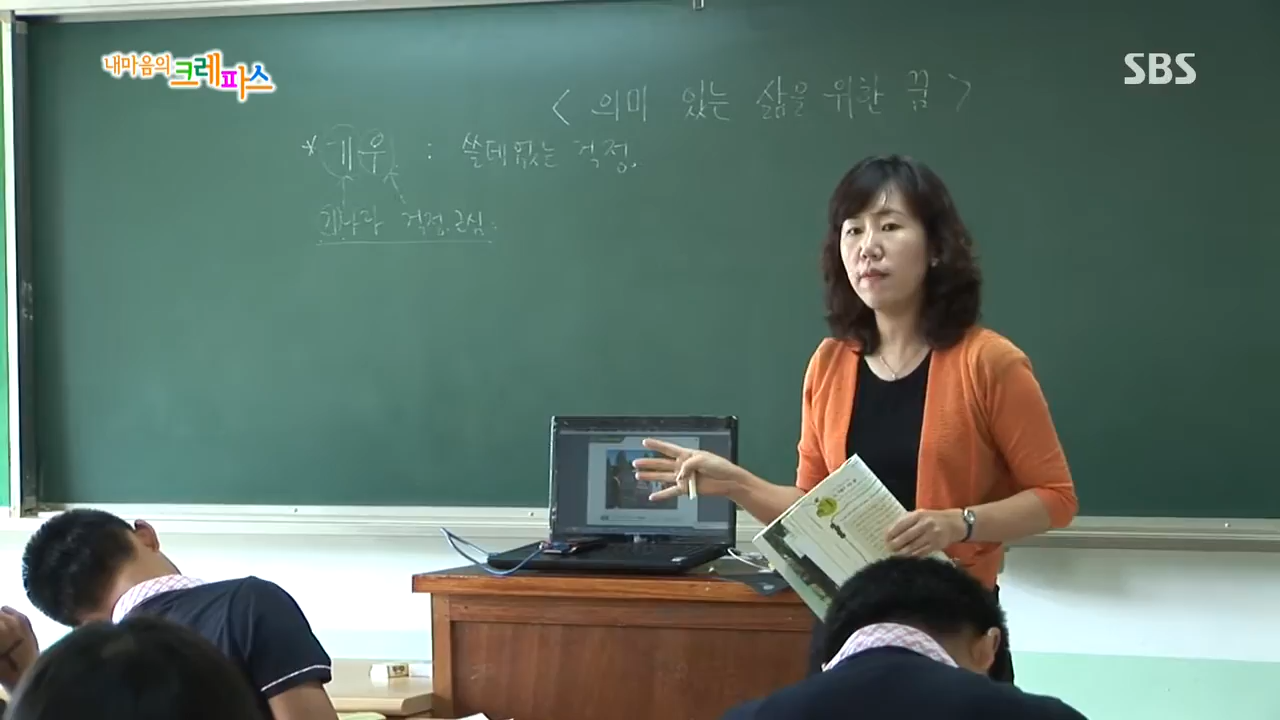 내마음의 크레파스
SBS
< 의미 있는 삶을 위한 꿈 >
* 기우 : 쓸데없는 걱정.
기나라 걱정. 근심.